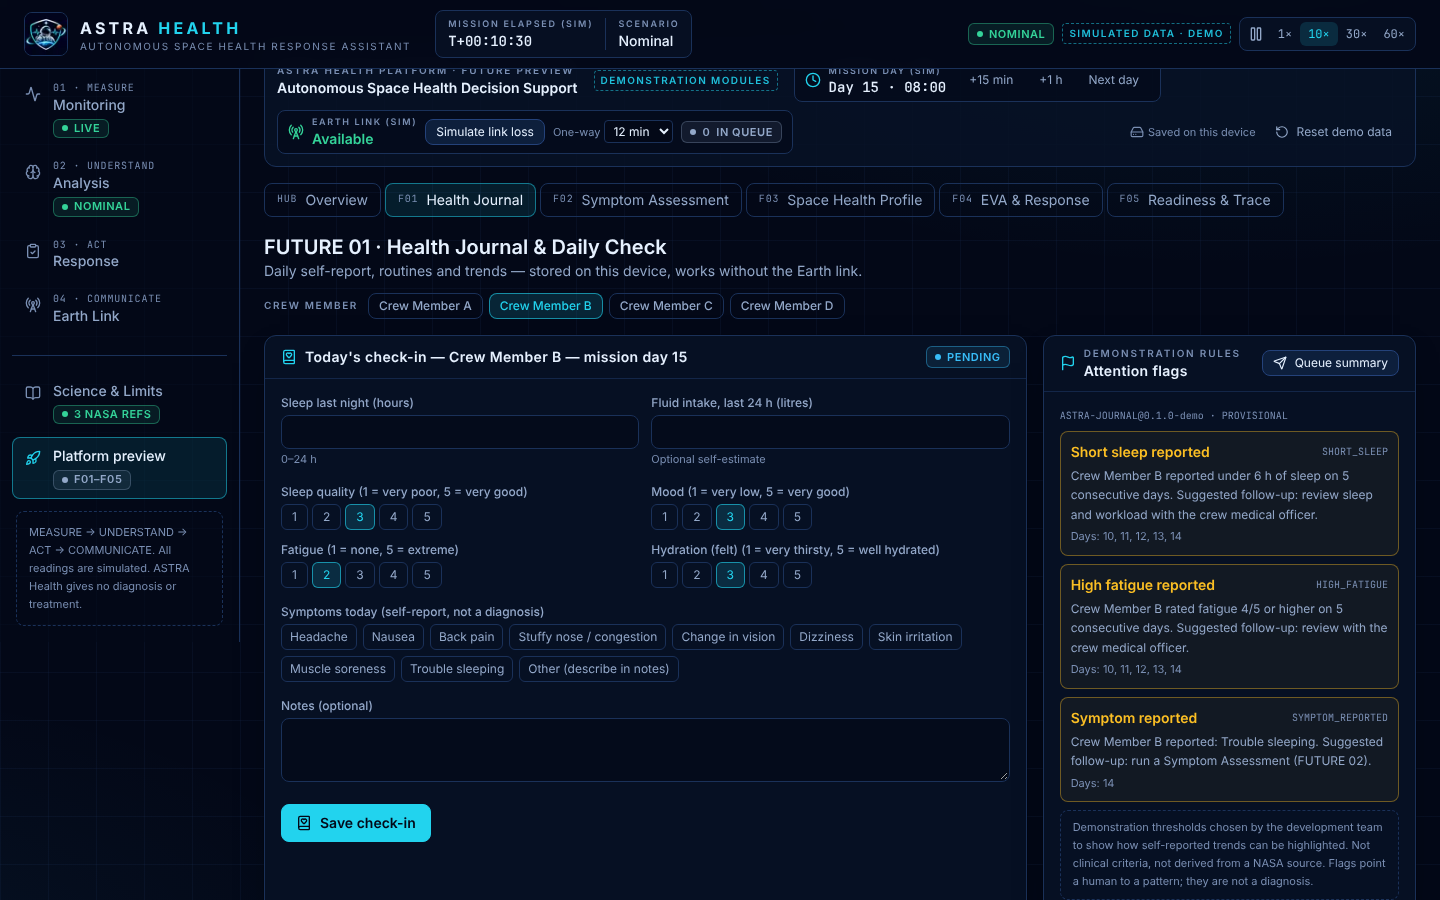 ASTRA HEALTH
AUTONOMOUS SPACE HEALTH RESPONSE ASSISTANT
MISSION ELAPSED (SIM)
T+00:10:30
SCENARIO
Nominal
NOMINAL
SIMULATED DATA · DEMO
1×
10×
30×
60×
01 · MEASURE
Monitoring
LIVE
02 · UNDERSTAND
Analysis
NOMINAL
03 · ACT
Response
04 · COMMUNICATE
Earth Link
Science & Limits
3 NASA REFS
Platform preview
F01–F05
MEASURE → UNDERSTAND →
ACT → COMMUNICATE. All
readings are simulated. ASTRA
Health gives no diagnosis or
treatment.
ASTRA HEALTH PLATFORM · FUTURE PREVIEW
Autonomous Space Health Decision Support
DEMONSTRATION MODULES
MISSION DAY (SIM)
Day 15 · 08:00
+15 min
+1 h
Next day
EARTH LINK (SIM)
Available
Simulate link loss
One-way
12 min
0 IN QUEUE
Saved on this device
Reset demo data
HUB Overview
F01 Health Journal
F02 Symptom Assessment
F03 Space Health Profile
F04 EVA & Response
F05 Readiness & Trace
FUTURE 01 · Health Journal & Daily Check
Daily self-report, routines and trends — stored on this device, works without the Earth link.
CREW MEMBER
Crew Member A
Crew Member B
Crew Member C
Crew Member D
Today's check-in — Crew Member B — mission day 15
PENDING
Sleep last night (hours)
0–24 h
Fluid intake, last 24 h (litres)
Optional self-estimate
Sleep quality (1 = very poor, 5 = very good)
1 2 3 4 5
Mood (1 = very low, 5 = very good)
1 2 3 4 5
Fatigue (1 = none, 5 = extreme)
1 2 3 4 5
Hydration (felt) (1 = very thirsty, 5 = well hydrated)
1 2 3 4 5
Symptoms today (self-report, not a diagnosis)
Headache
Nausea
Back pain
Stuffy nose / congestion
Change in vision
Dizziness
Skin irritation
Muscle soreness
Trouble sleeping
Other (describe in notes)
Notes (optional)
Save check-in
DEMONSTRATION RULES
Attention flags
Queue summary
ASTRA-JOURNAL@0.1.0-demo · PROVISIONAL
Short sleep reported
SHORT_SLEEP
Crew Member B reported under 6 h of sleep on 5
consecutive days. Suggested follow-up: review sleep
and workload with the crew medical officer.
Days: 10, 11, 12, 13, 14
High fatigue reported
HIGH_FATIGUE
Crew Member B rated fatigue 4/5 or higher on 5
consecutive days. Suggested follow-up: review with the
crew medical officer.
Days: 10, 11, 12, 13, 14
Symptom reported
SYMPTOM_REPORTED
Crew Member B reported: Trouble sleeping. Suggested
follow-up: run a Symptom Assessment (FUTURE 02).
Days: 14
Demonstration thresholds chosen by the development team
to show how self-reported trends can be highlighted. Not
clinical criteria, not derived from a NASA source. Flags point
a human to a pattern; they are not a diagnosis.